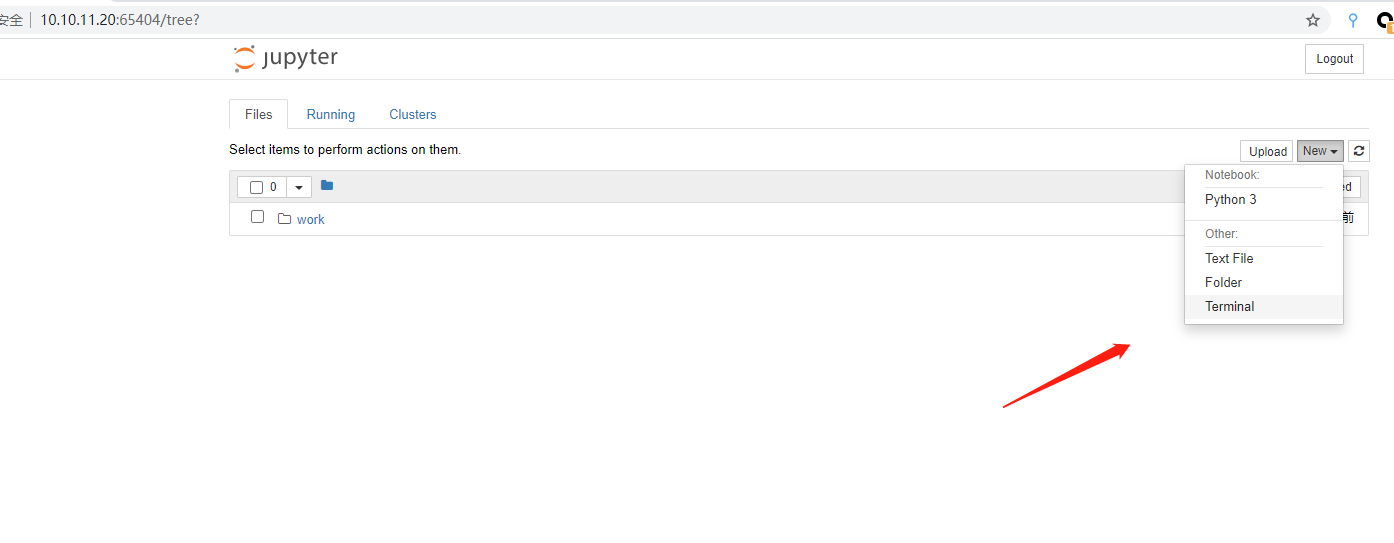 安全 10.10.11.20:65404/tree?
jupyter
Logout
Files Running Clusters
Select items to perform actions on them.
Upload New
0
Notebook:
ed
Python 3
work
前
Other:
Text File
Folder
Terminal